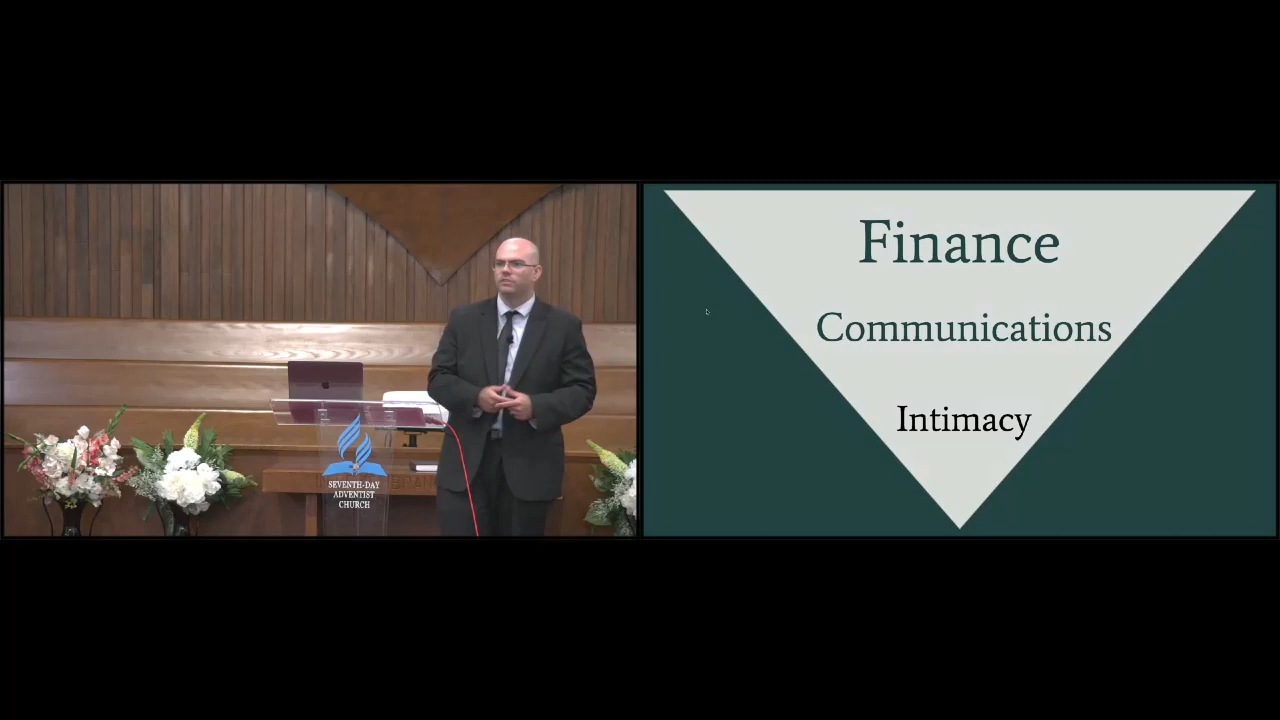 SEVENTH-DAY
ADVENTIST
CHURCH
Finance
Communications
Intimacy